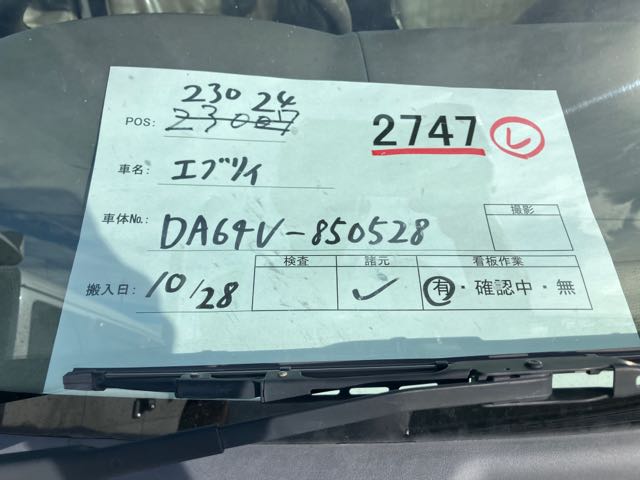 23024
POS: 23027
2747 レ
車名: エブリイ
車体No.: DA64V-850528
撮影
搬入日: 10/28
検査 諸元 看板作業
✓ 有・確認中・無